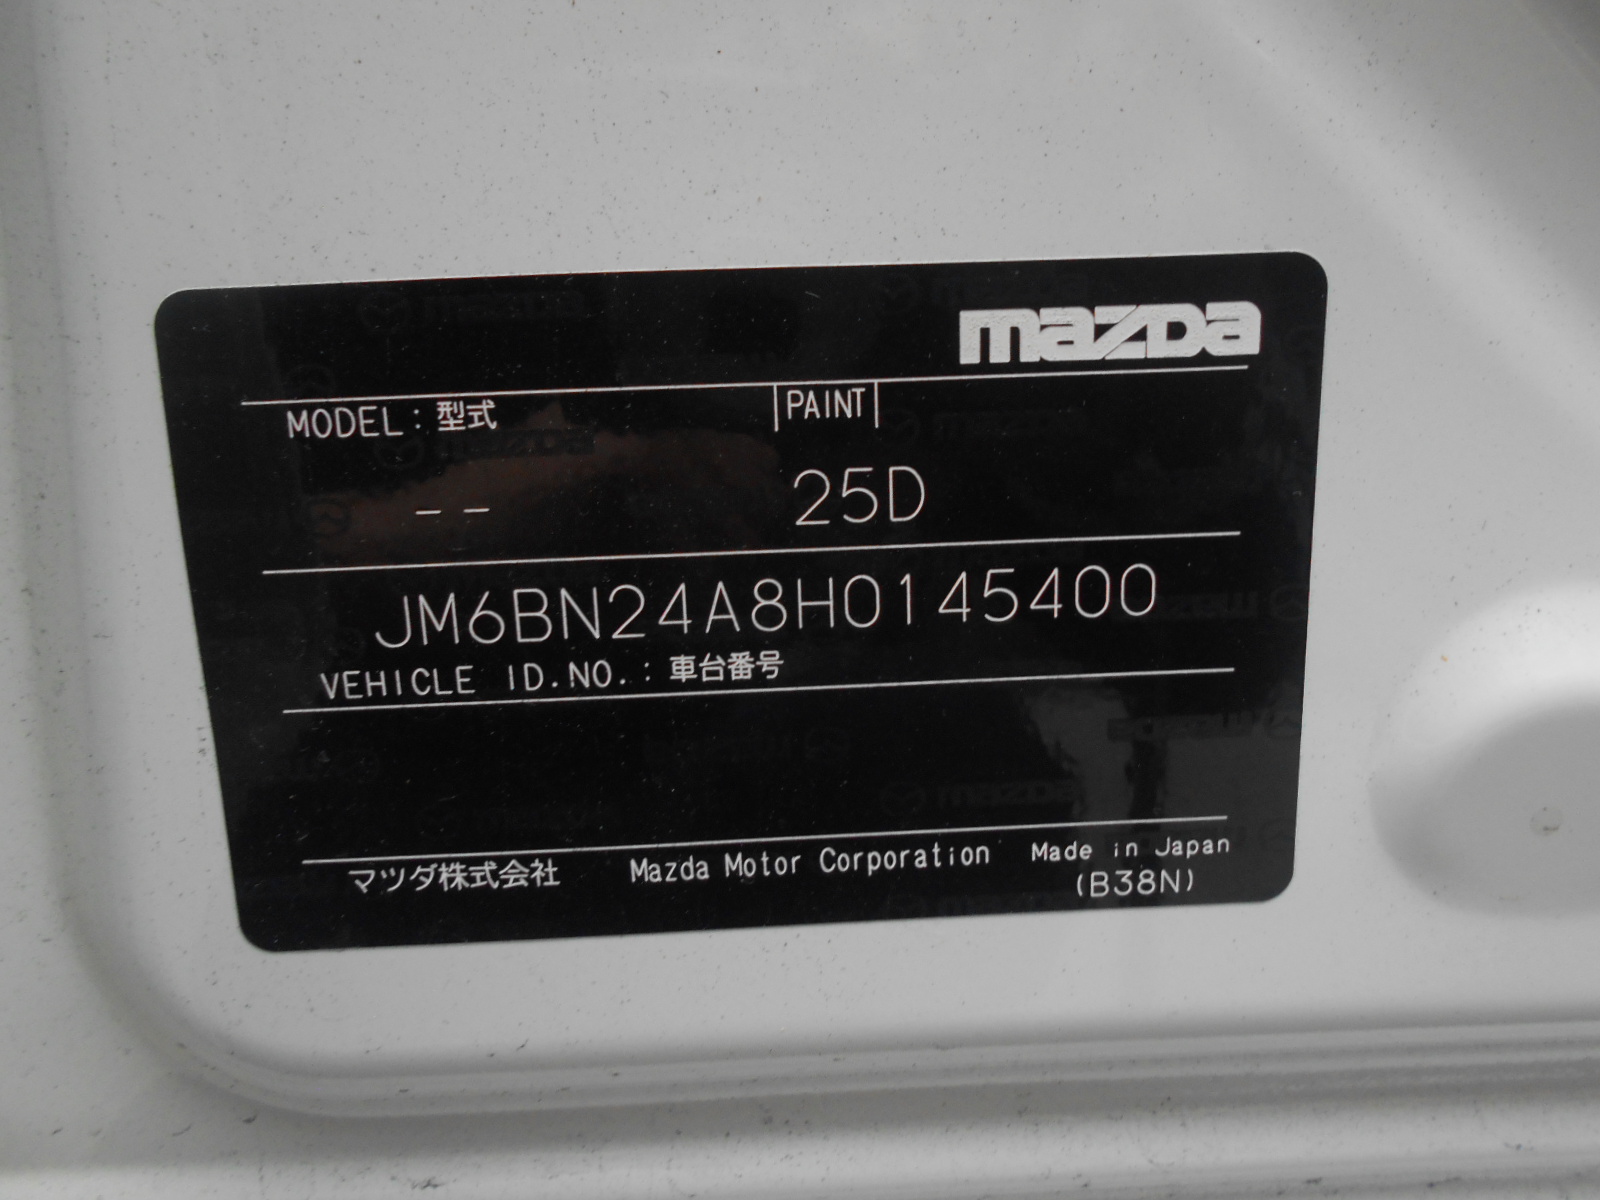 mazda
MODEL:型式 PAINT
-- 25D
JM6BN24A8H0145400
VEHICLE ID.NO.:車台番号
マツダ株式会社 Mazda Motor Corporation Made in Japan
(B38N)